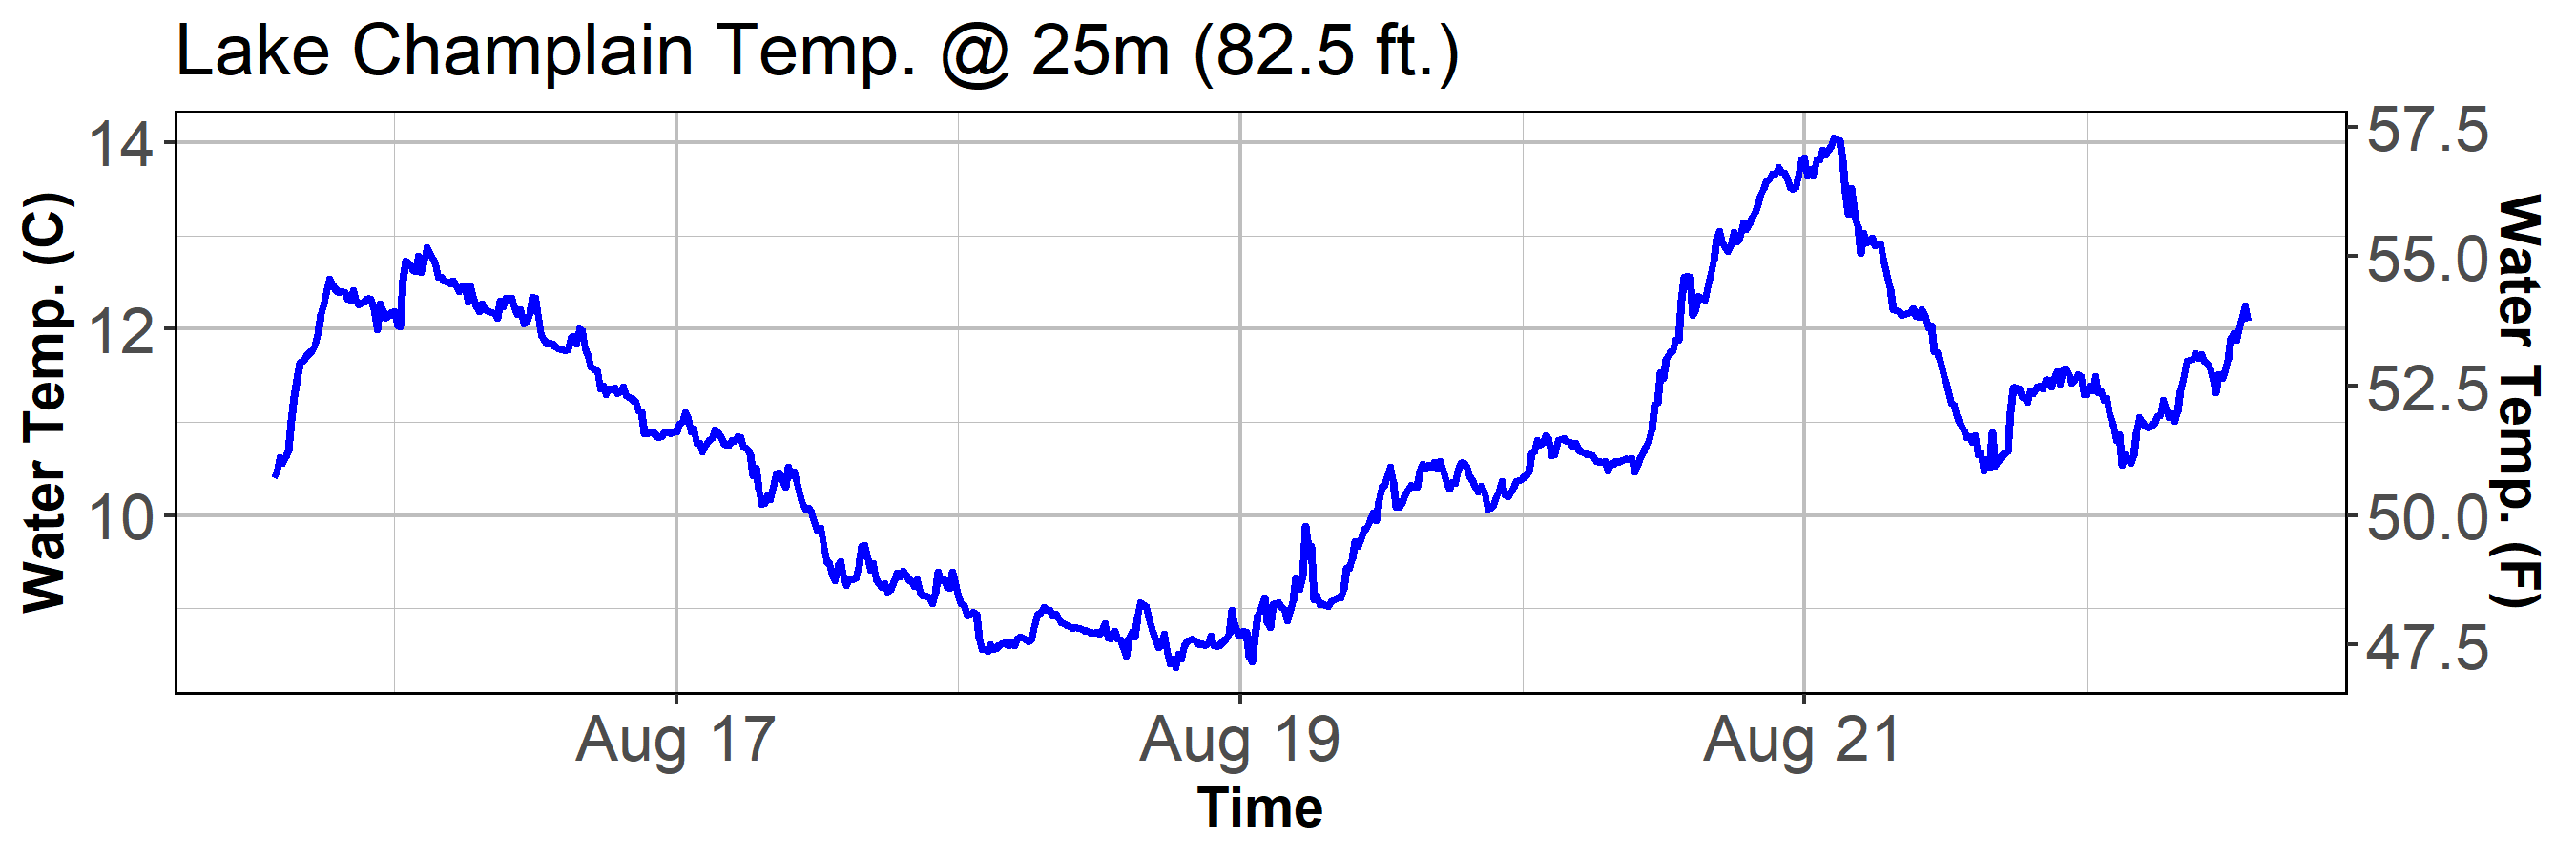 Lake Champlain Temp. @ 25m (82.5 ft.)
Water Temp. (C)
14
12
10
57.5
55.0
52.5
50.0
47.5
Water Temp. (F)
Aug 17
Aug 19
Aug 21
Time